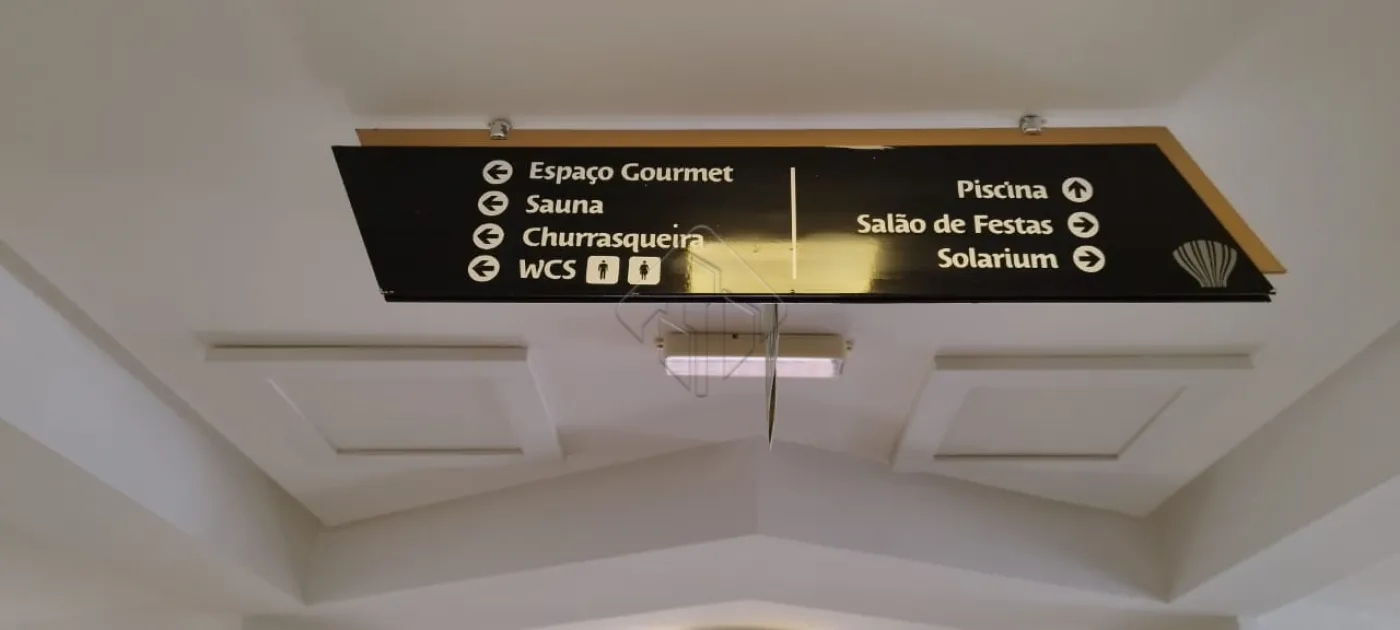 Espaço Gourmet
Sauna
Churrasqueira
WCS
Piscina
Salão de Festas
Solarium